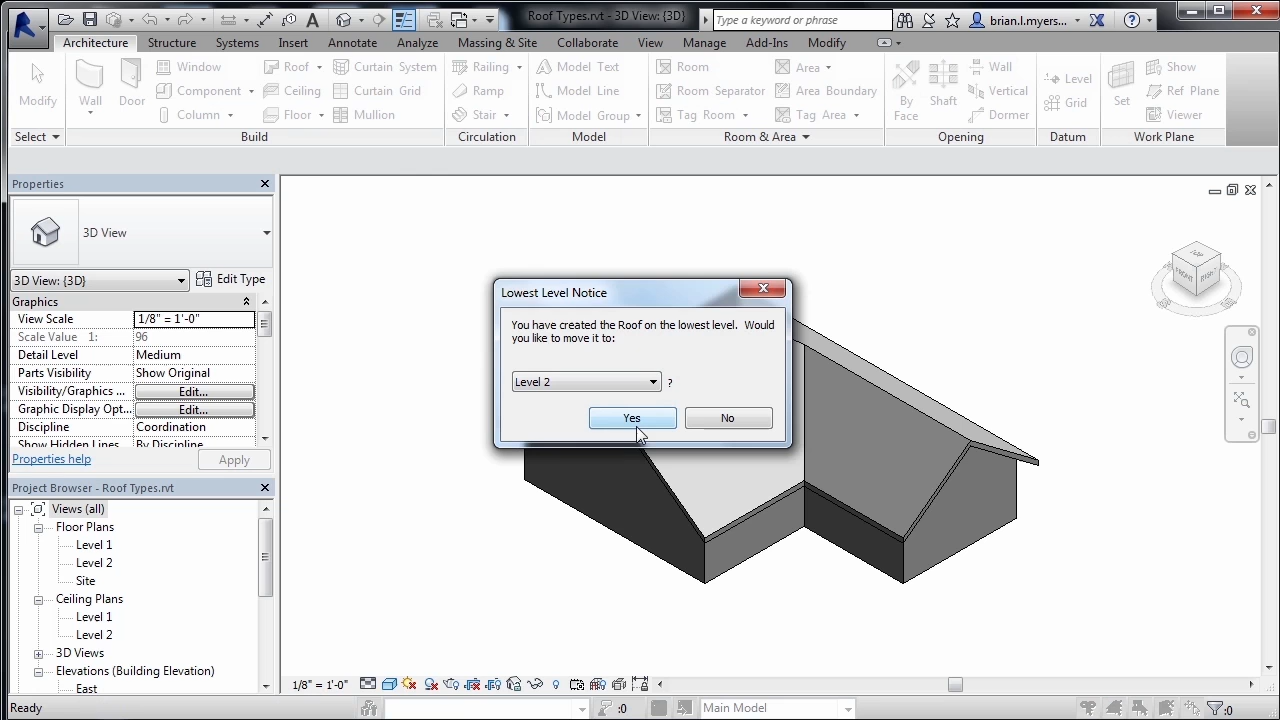 Roof Types.rvt - 3D View: {3D}
Type a keyword or phrase
brian.l.myers...
Architecture Structure Systems Insert Annotate Analyze Massing & Site Collaborate View Manage Add-Ins Modify
Modify
Select
Wall
Door
Window
Component
Column
Roof
Ceiling
Floor
Curtain System
Curtain Grid
Mullion
Build
Railing
Ramp
Stair
Circulation
Model Text
Model Line
Model Group
Model
Room
Room Separator
Tag Room
Area
Area Boundary
Tag Area
Room & Area
By Face
Shaft
Wall
Vertical
Dormer
Opening
Level
Grid
Datum
Set
Show
Ref Plane
Viewer
Work Plane
Properties
3D View
3D View: {3D}
Edit Type
Graphics
View Scale 1/8" = 1'-0"
Scale Value 1: 96
Detail Level Medium
Parts Visibility Show Original
Visibility/Graphics ... Edit...
Graphic Display Opt... Edit...
Discipline Coordination
Show Hidden Lines By Discipline
Properties help
Apply
Project Browser - Roof Types.rvt
Views (all)
Floor Plans
Level 1
Level 2
Site
Ceiling Plans
Level 1
Level 2
3D Views
Elevations (Building Elevation)
East
Lowest Level Notice
You have created the Roof on the lowest level. Would
you like to move it to:
Level 2 ?
Yes
No
FRONT
RIGHT
1/8" = 1'-0"
Ready
:0
Main Model
:0